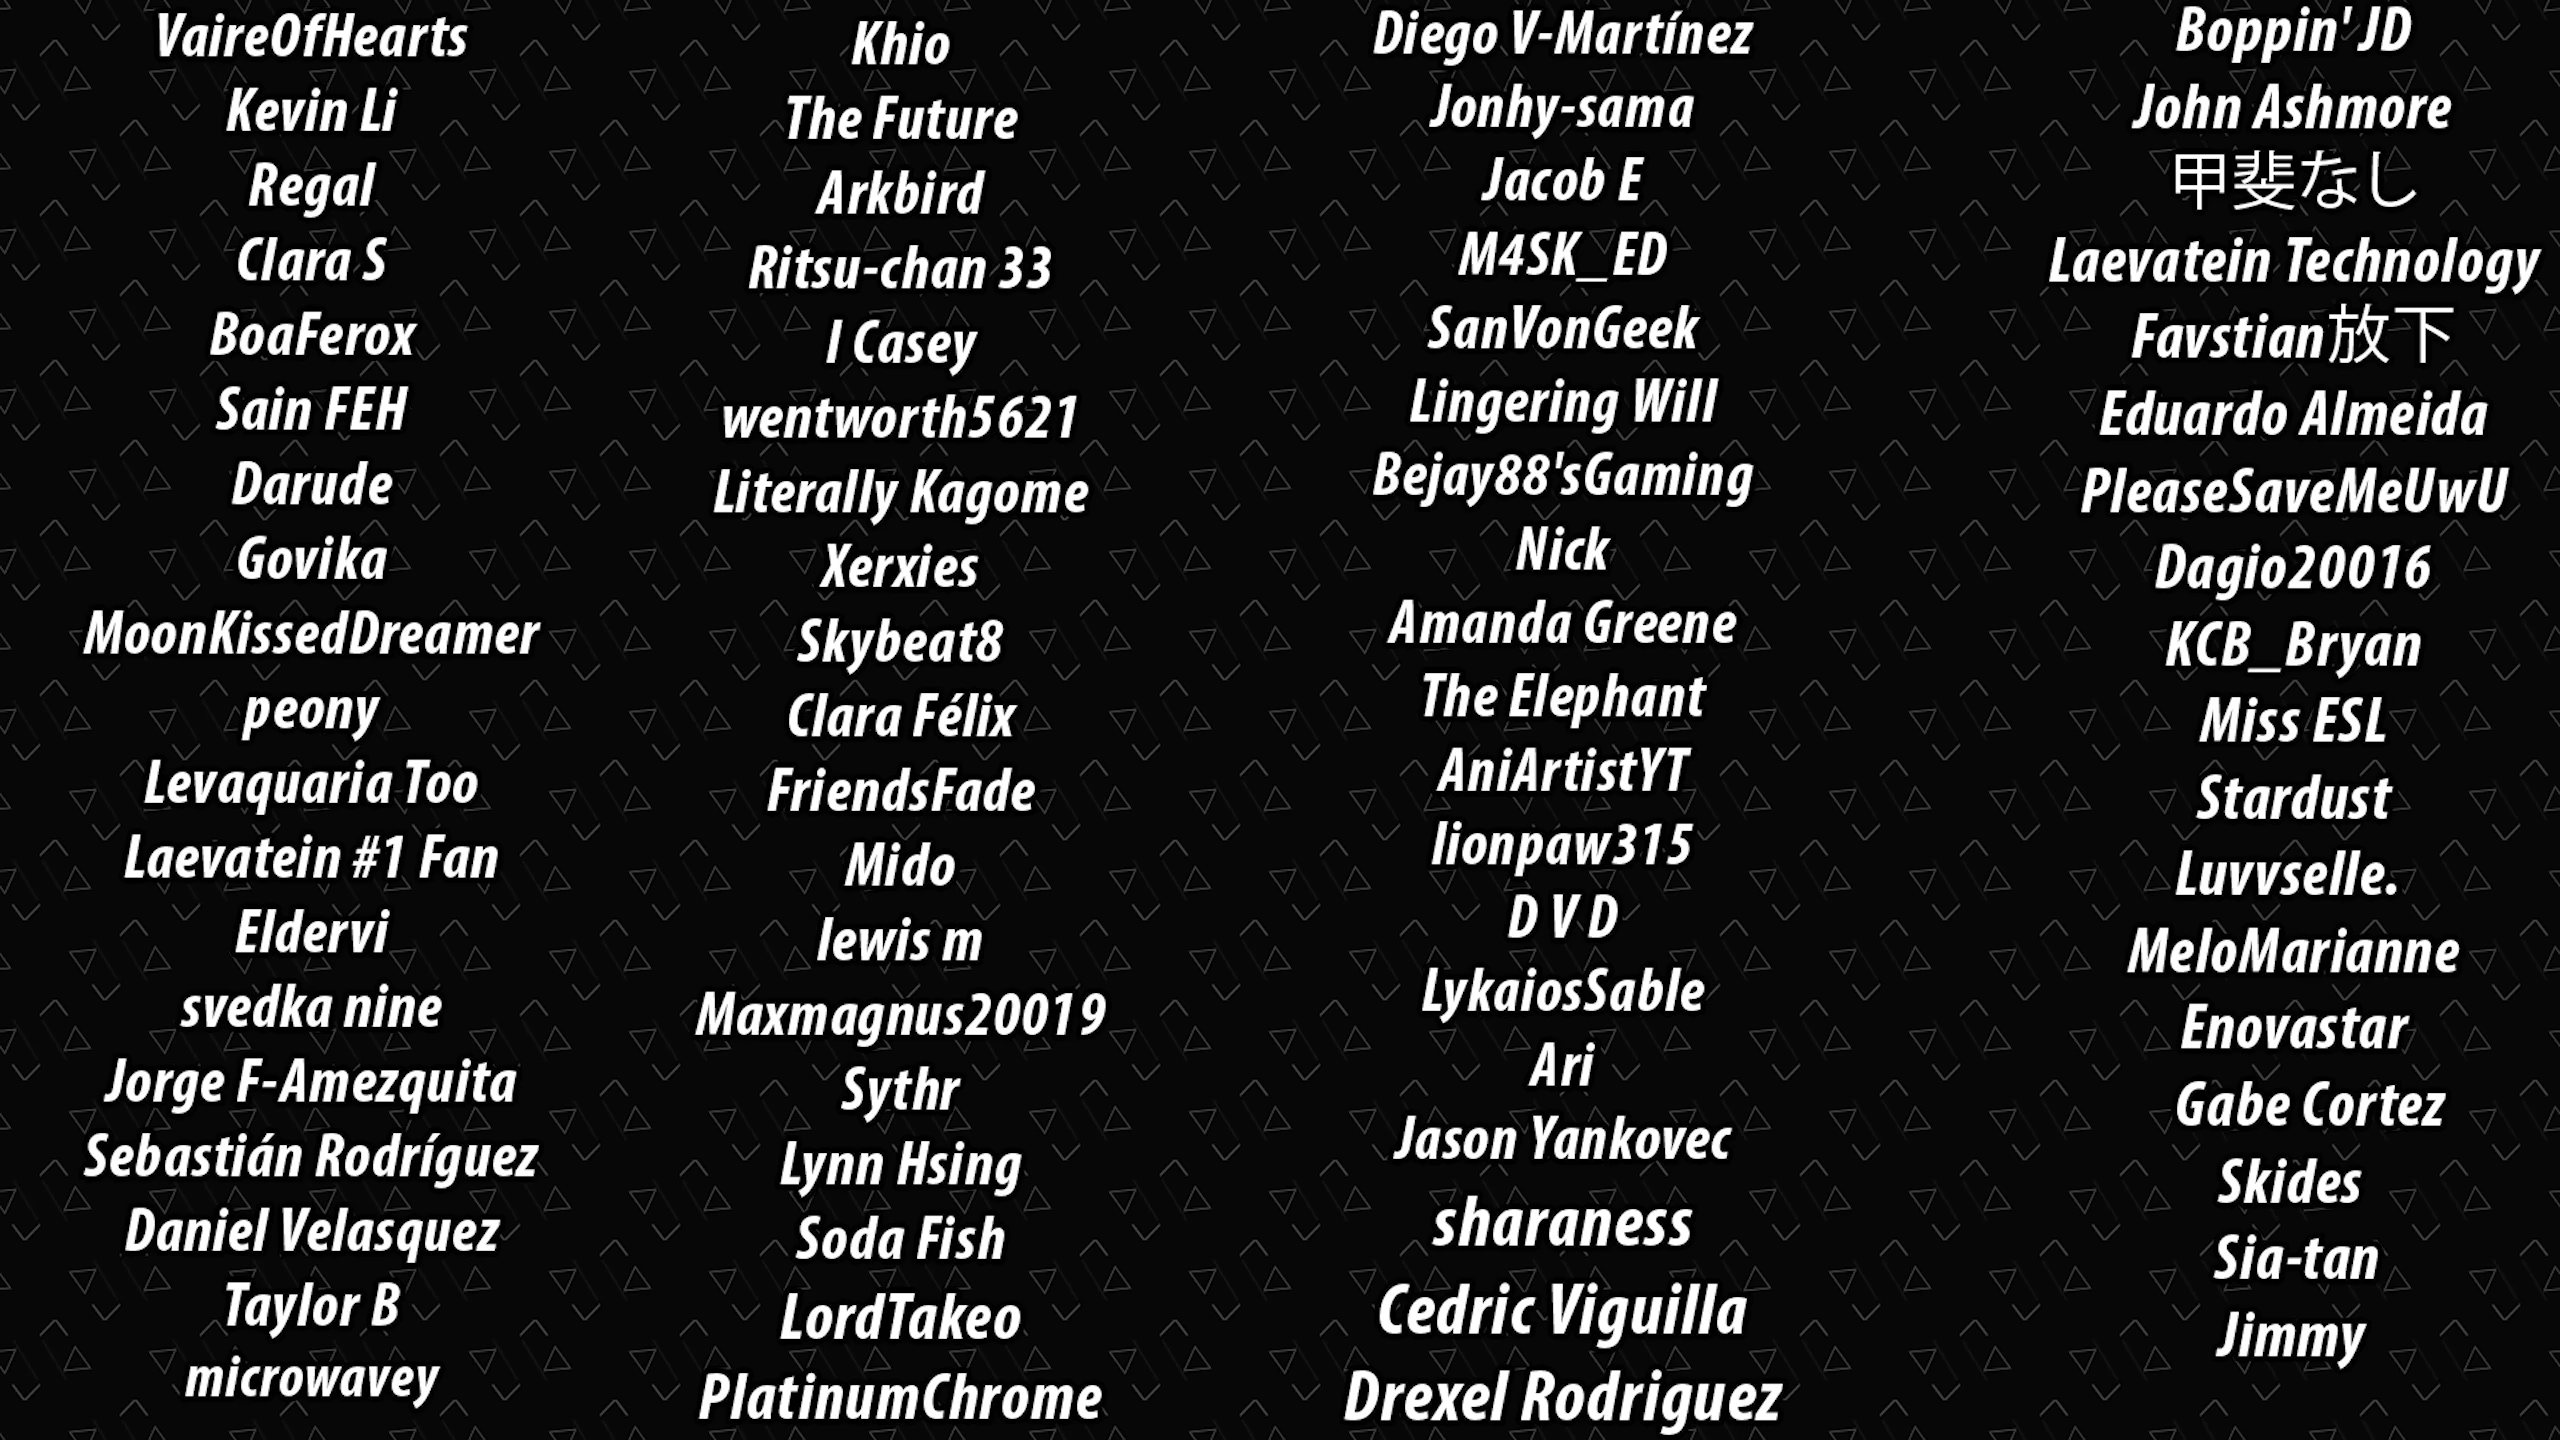 VaireOfHearts
Kevin Li
Regal
Clara S
BoaFerox
Sain FEH
Darude
Govika
MoonKissedDreamer
peony
Levaquaria Too
Laevatein #1 Fan
Eldervi
svedka nine
Jorge F-Amezquita
Sebastián Rodríguez
Daniel Velasquez
Taylor B
microwavey
Khio
The Future
Arkbird
Ritsu-chan 33
I Casey
wentworth5621
Literally Kagome
Xerxies
Skybeat8
Clara Félix
FriendsFade
Mido
lewis m
Maxmagnus20019
Sythr
Lynn Hsing
Soda Fish
LordTakeo
PlatinumChrome
Diego V-Martínez
Jonhy-sama
Jacob E
M4SK_ED
SanVonGeek
Lingering Will
Bejay88'sGaming
Nick
Amanda Greene
The Elephant
AniArtistYT
lionpaw315
D V D
LykaiosSable
Ari
Jason Yankovec
sharaness
Cedric Viguilla
Drexel Rodriguez
Boppin' JD
John Ashmore
甲斐なし
Laevatein Technology
Favstian放下
Eduardo Almeida
PleaseSaveMeUwU
Dagio20016
KCB_Bryan
Miss ESL
Stardust
Luvvselle.
MeloMarianne
Enovastar
Gabe Cortez
Skides
Sia-tan
Jimmy